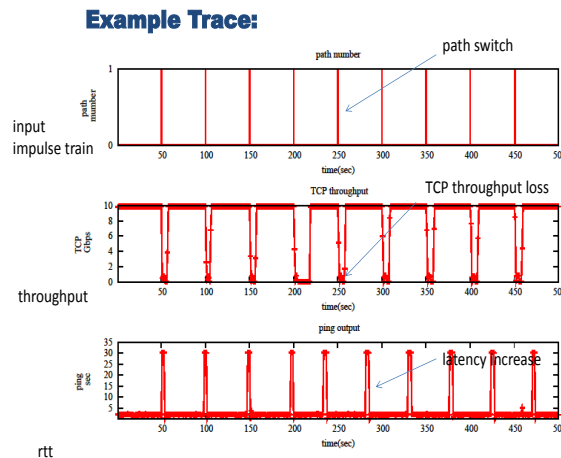 Example Trace:
path switch
path number
1
path
number
0
input
impulse train
50 100 150 200 250 300 350 400 450 500
time(sec)
TCP throughput
TCP throughput loss
10
8
6
4
2
0
TCP
Gbps
50 100 150 200 250 300 350 400 450 500
throughput
time(sec)
ping output
35
30
25
20
15
10
5
ping
sec
latency increase
50 100 150 200 250 300 350 400 450 500
time(sec)
rtt